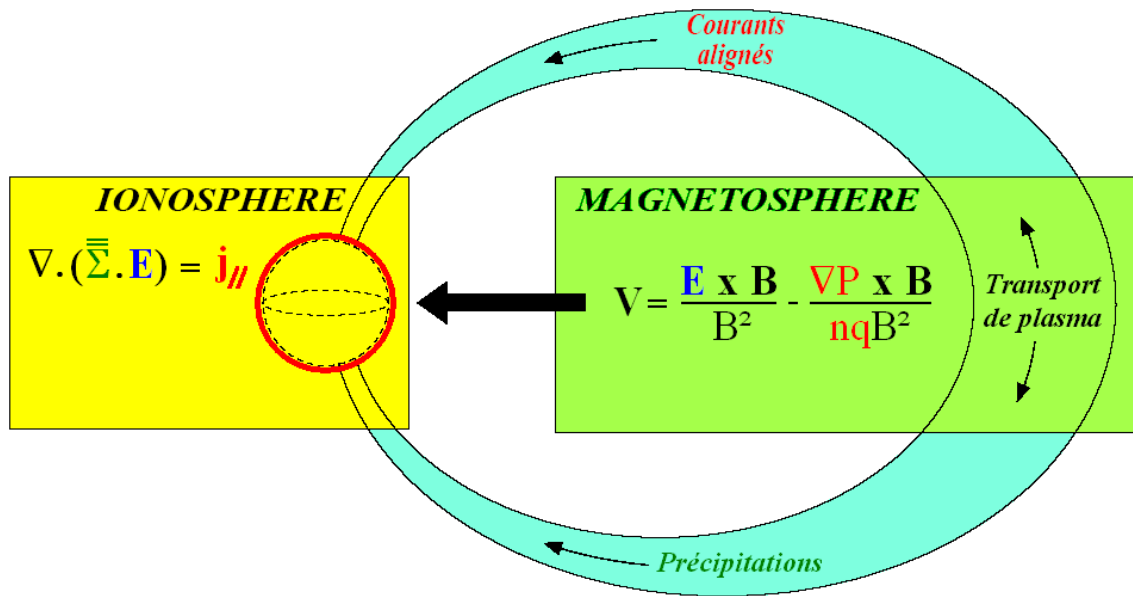 Courants
alignés
IONOSPHERE
∇.(Σ̿.E) = j//
MAGNETOSPHERE
V = E x B / B² - ∇P x B / nqB²
Transport
de plasma
Précipitations